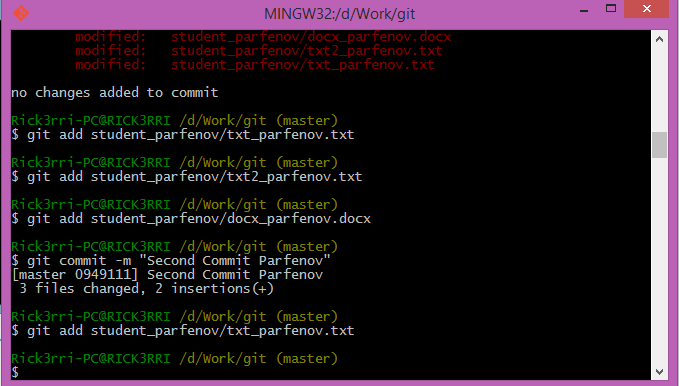 MINGW32:/d/Work/git
modified: student_parfenov/docx_parfenov.docx
modified: student_parfenov/txt2_parfenov.txt
modified: student_parfenov/txt_parfenov.txt
no changes added to commit
Rick3rri-PC@RICK3RRI /d/Work/git (master)
$ git add student_parfenov/txt_parfenov.txt
Rick3rri-PC@RICK3RRI /d/Work/git (master)
$ git add student_parfenov/txt2_parfenov.txt
Rick3rri-PC@RICK3RRI /d/Work/git (master)
$ git add student_parfenov/docx_parfenov.docx
Rick3rri-PC@RICK3RRI /d/Work/git (master)
$ git commit -m "Second Commit Parfenov"
[master 0949111] Second Commit Parfenov
3 files changed, 2 insertions(+)
Rick3rri-PC@RICK3RRI /d/Work/git (master)
$ git add student_parfenov/txt_parfenov.txt
Rick3rri-PC@RICK3RRI /d/Work/git (master)
$